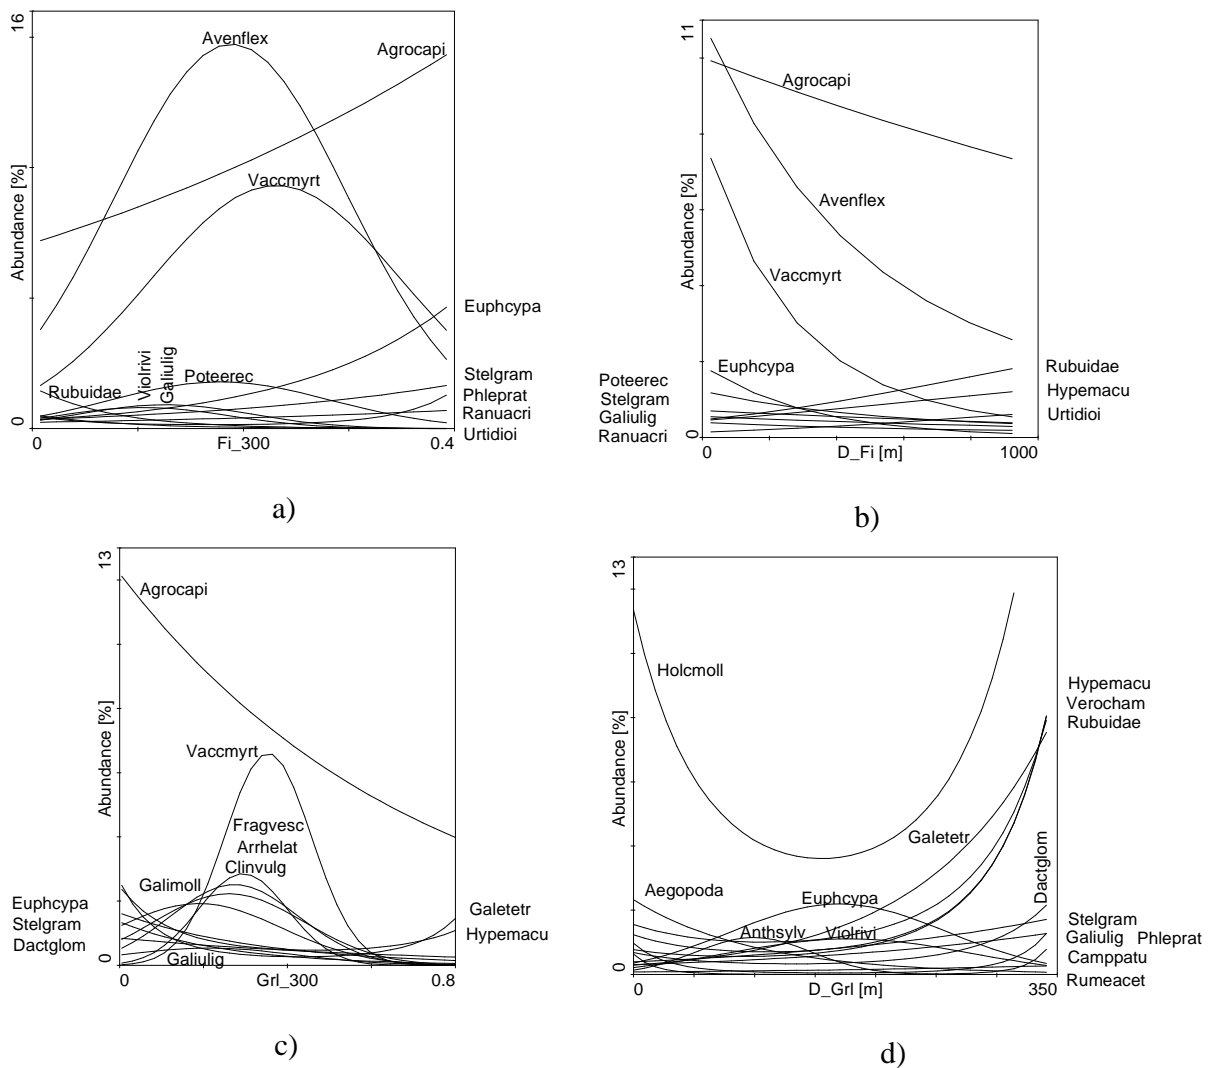 16
Abundance [%]
0
Avenflex
Agrocapi
Vaccmyrt
Euphcypa
Rubuidae
Violrivi
Galiulig
Poteerec
Stelgram
Phleprat
Ranuacri
Urtidioi
0
Fi_300
0.4
a)
11
Abundance [%]
0
Agrocapi
Avenflex
Vaccmyrt
Euphcypa
Poteerec
Stelgram
Galiulig
Ranuacri
Rubuidae
Hypemacu
Urtidioi
0
D_Fi [m]
1000
b)
13
Abundance [%]
0
Agrocapi
Vaccmyrt
Fragvesc
Arrhelat
Clinvulg
Galimoll
Euphcypa
Stelgram
Dactglom
Galiulig
Galetetr
Hypemacu
0
Grl_300
0.8
c)
13
Abundance [%]
0
Holcmoll
Hypemacu
Verocham
Rubuidae
Galetetr
Dactglom
Aegopoda
Euphcypa
Anthsylv
Violrivi
Stelgram
Galiulig Phleprat
Camppatu
Rumeacet
0
D_Grl [m]
350
d)